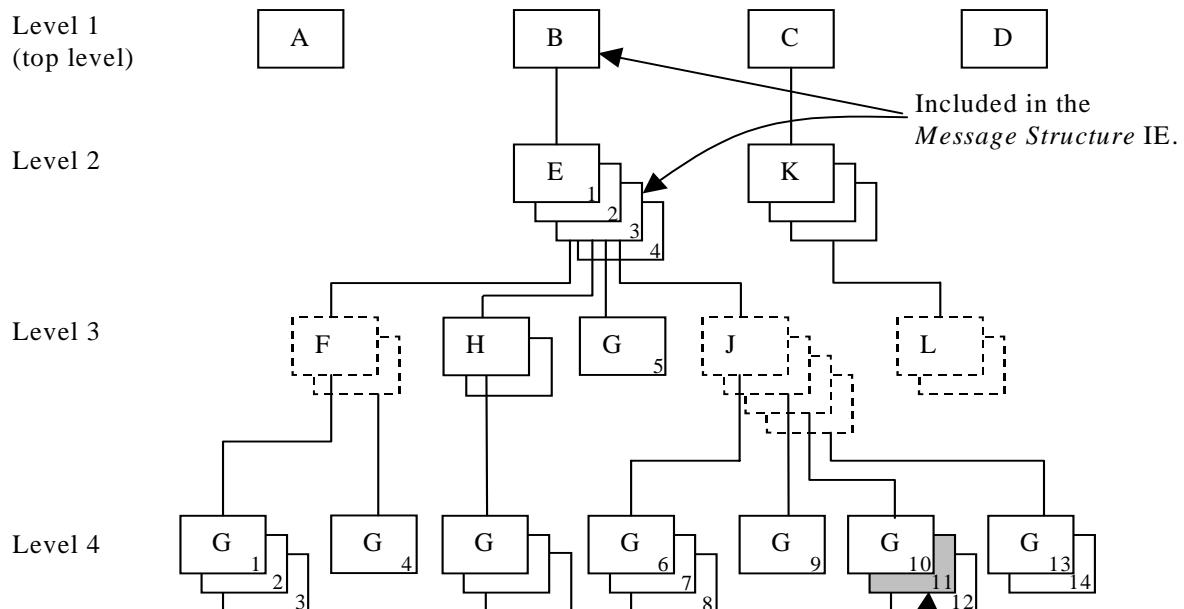 Level 1
(top level)
A
B
C
D
Included in the
Message Structure IE.
Level 2
E
1
2
3
4
K
Level 3
F
H
G
5
J
L
Level 4
G
1
2
3
G
4
G
G
6
7
8
G
9
G
10
11
12
G
13
14